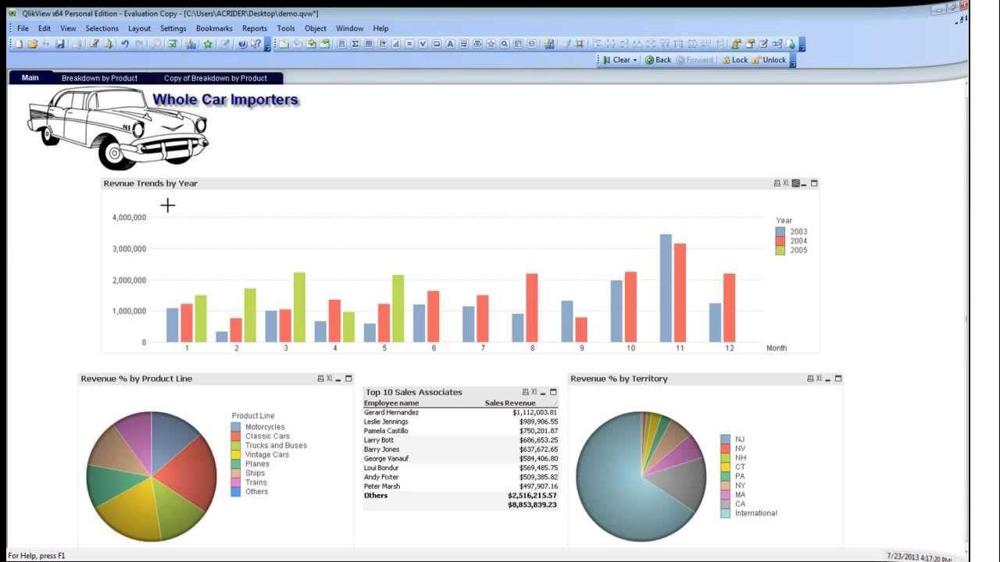 QlikView x64 Personal Edition - Evaluation Copy - [C:\Users\ACRIDER\Desktop\demo.qvw*]
File Edit View Selections Layout Settings Bookmarks Reports Tools Object Window Help
Clear Back Forward Lock Unlock
Main Breakdown by Product Copy of Breakdown by Product
Whole Car Importers
Revnue Trends by Year XL
4,000,000
3,000,000
2,000,000
1,000,000
0
1 2 3 4 5 6 7 8 9 10 11 12 Month
Year
2003
2004
2005
Revenue % by Product Line XL
Product Line
Motorcycles
Classic Cars
Trucks and Buses
Vintage Cars
Planes
Ships
Trains
Others
Top 10 Sales Associates XL
Employee name Sales Revenue
Gerard Hernandez $1,112,003.81
Leslie Jennings $989,906.55
Pamela Castillo $750,201.87
Larry Bott $686,653.25
Barry Jones $637,672.65
George Vanauf $584,406.80
Loui Bondur $569,485.75
Andy Fixter $509,385.82
Peter Marsh $497,907.16
Others $2,516,215.57
$8,853,839.23
Revenue % by Territory XL
NJ
NV
NH
CT
PA
NY
MA
CA
International
For Help, press F1
7/23/2013 4:17:20 PM*